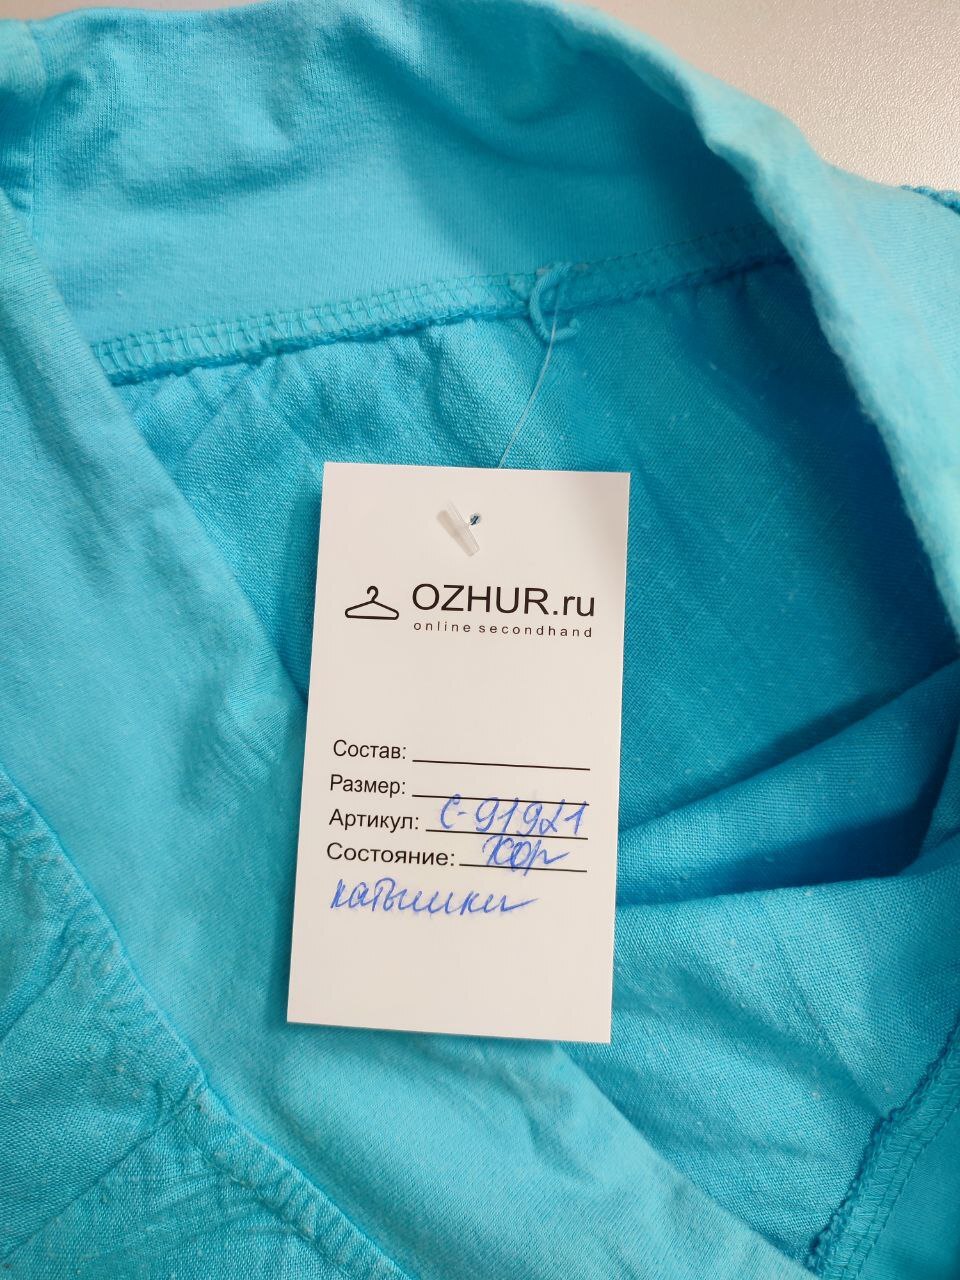 OZHUR.ru
online secondhand
Состав:
Размер:
Артикул: С-91921
Состояние: хор
катышки